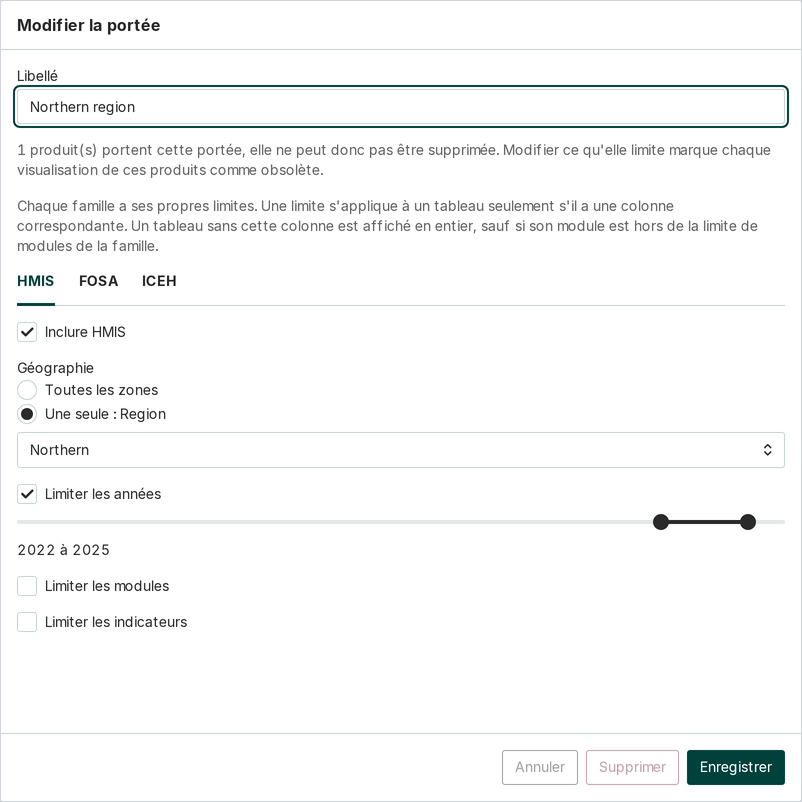 Modifier la portée
Libellé
Northern region
1 produit(s) portent cette portée, elle ne peut donc pas être supprimée. Modifier ce qu'elle limite marque chaque
visualisation de ces produits comme obsolète.
Chaque famille a ses propres limites. Une limite s'applique à un tableau seulement s'il a une colonne
correspondante. Un tableau sans cette colonne est affiché en entier, sauf si son module est hors de la limite de
modules de la famille.
HMIS FOSA ICEH
Inclure HMIS
Géographie
Toutes les zones
Une seule : Region
Northern
Limiter les années
2022 à 2025
Limiter les modules
Limiter les indicateurs
Annuler Supprimer Enregistrer